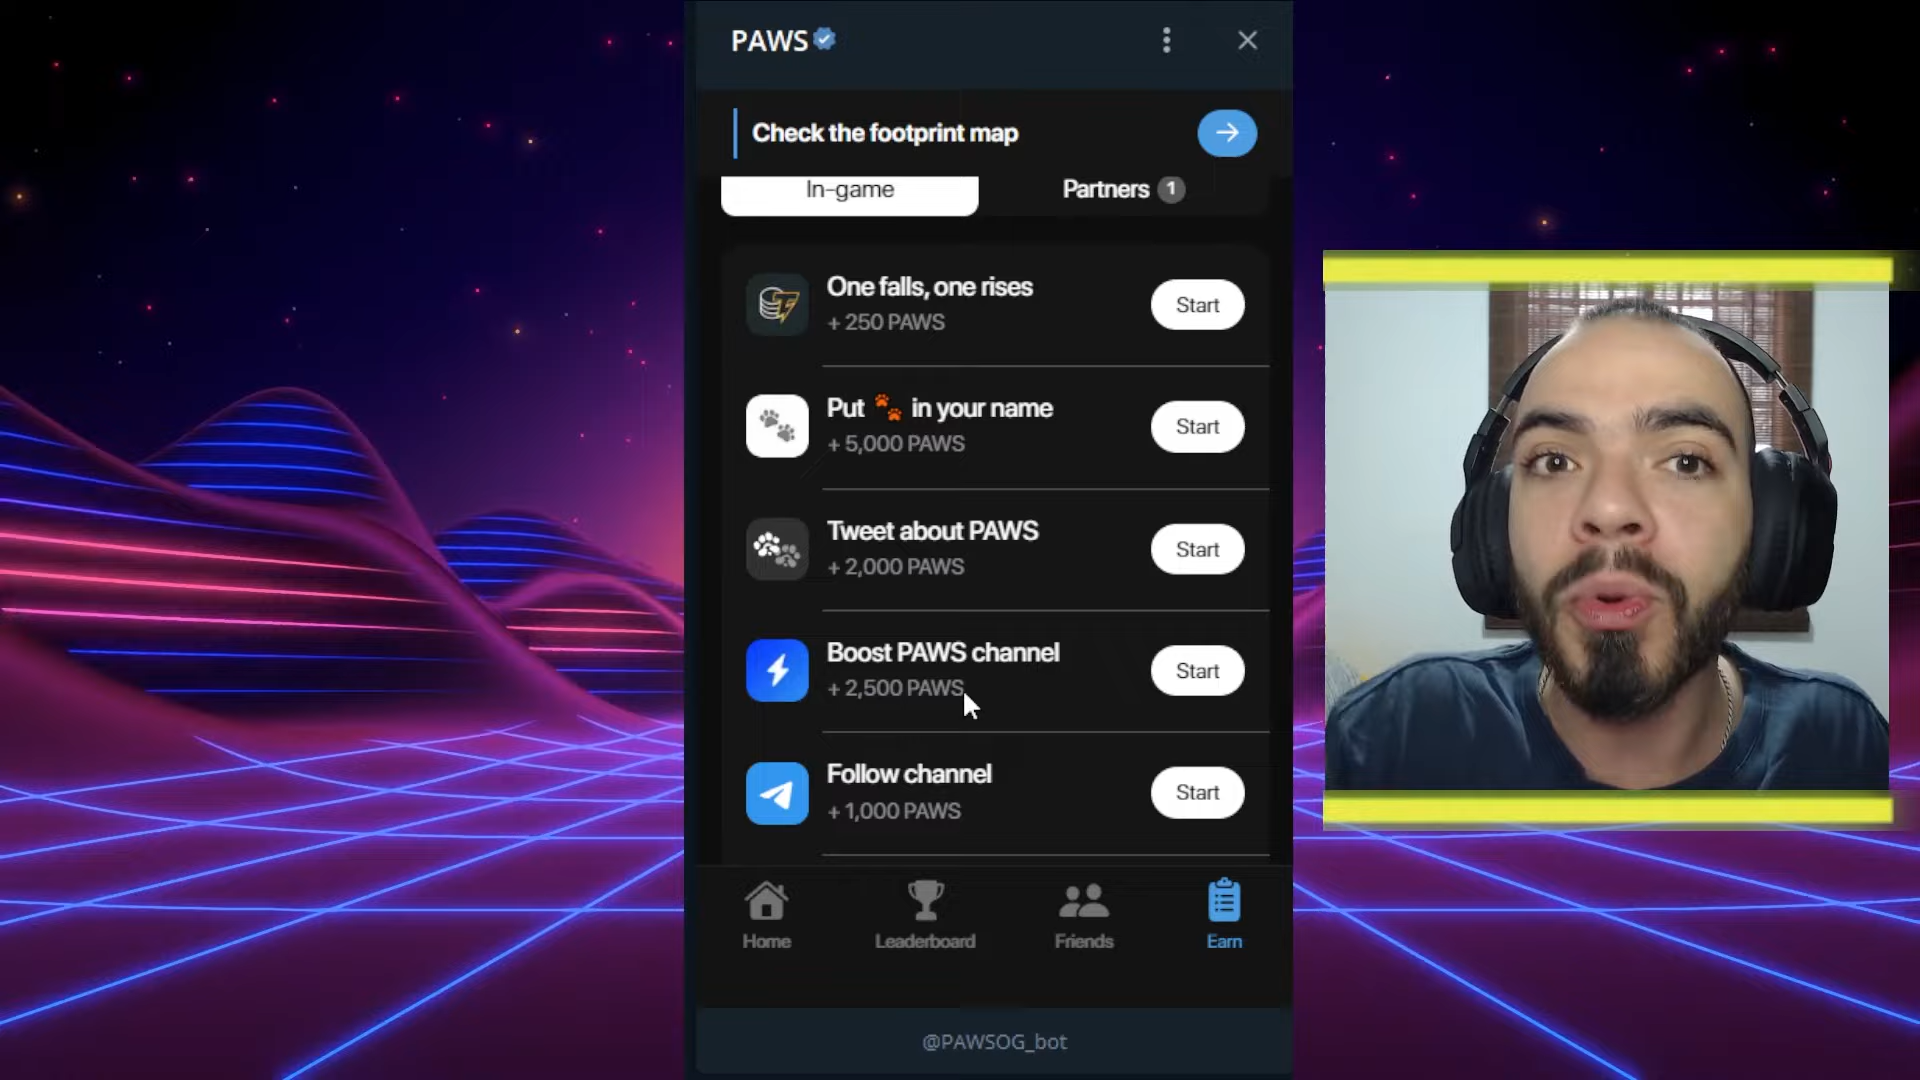 PAWS
Check the footprint map
In-game
Partners 1
One falls, one rises
+ 250 PAWS
Start
Put 🐾 in your name
+ 5,000 PAWS
Start
Tweet about PAWS
+ 2,000 PAWS
Start
Boost PAWS channel
+ 2,500 PAWS
Start
Follow channel
+ 1,000 PAWS
Start
Home
Leaderboard
Friends
Earn
@PAWSOG_bot